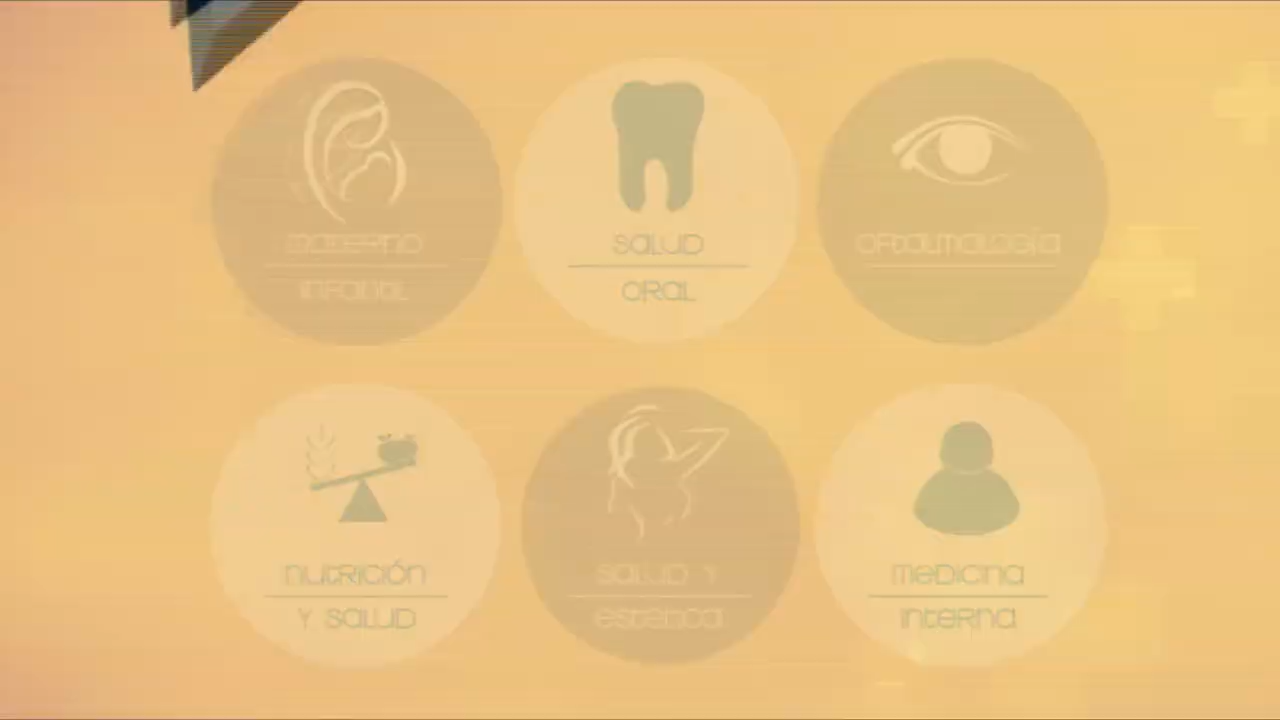 materno
infantil
salud
oral
oftalmología
nutrición
y salud
salud y
estética
medicina
interna